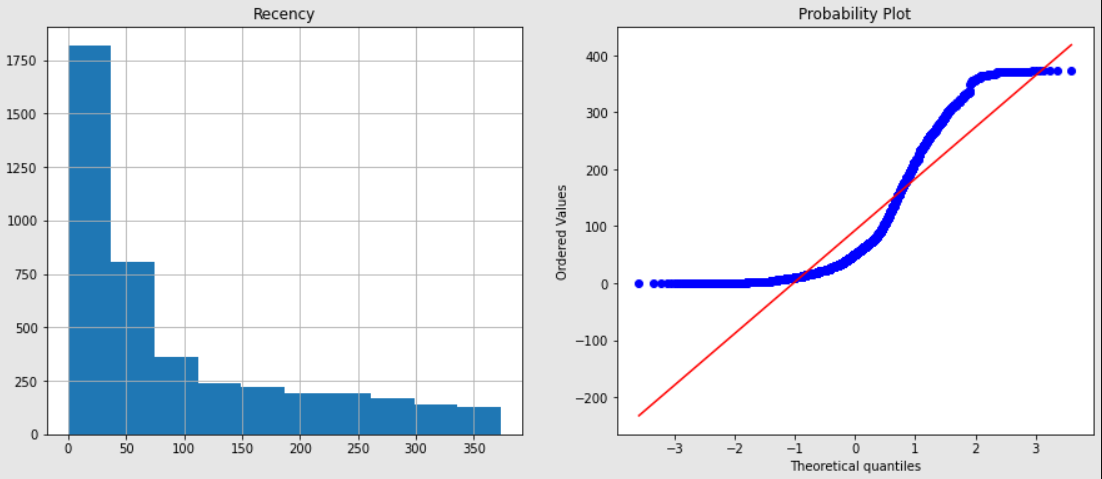 Recency
1750
1500
1250
1000
750
500
250
0
0 50 100 150 200 250 300 350
Probability Plot
Ordered Values
400
300
200
100
0
−100
−200
−3 −2 −1 0 1 2 3
Theoretical quantiles